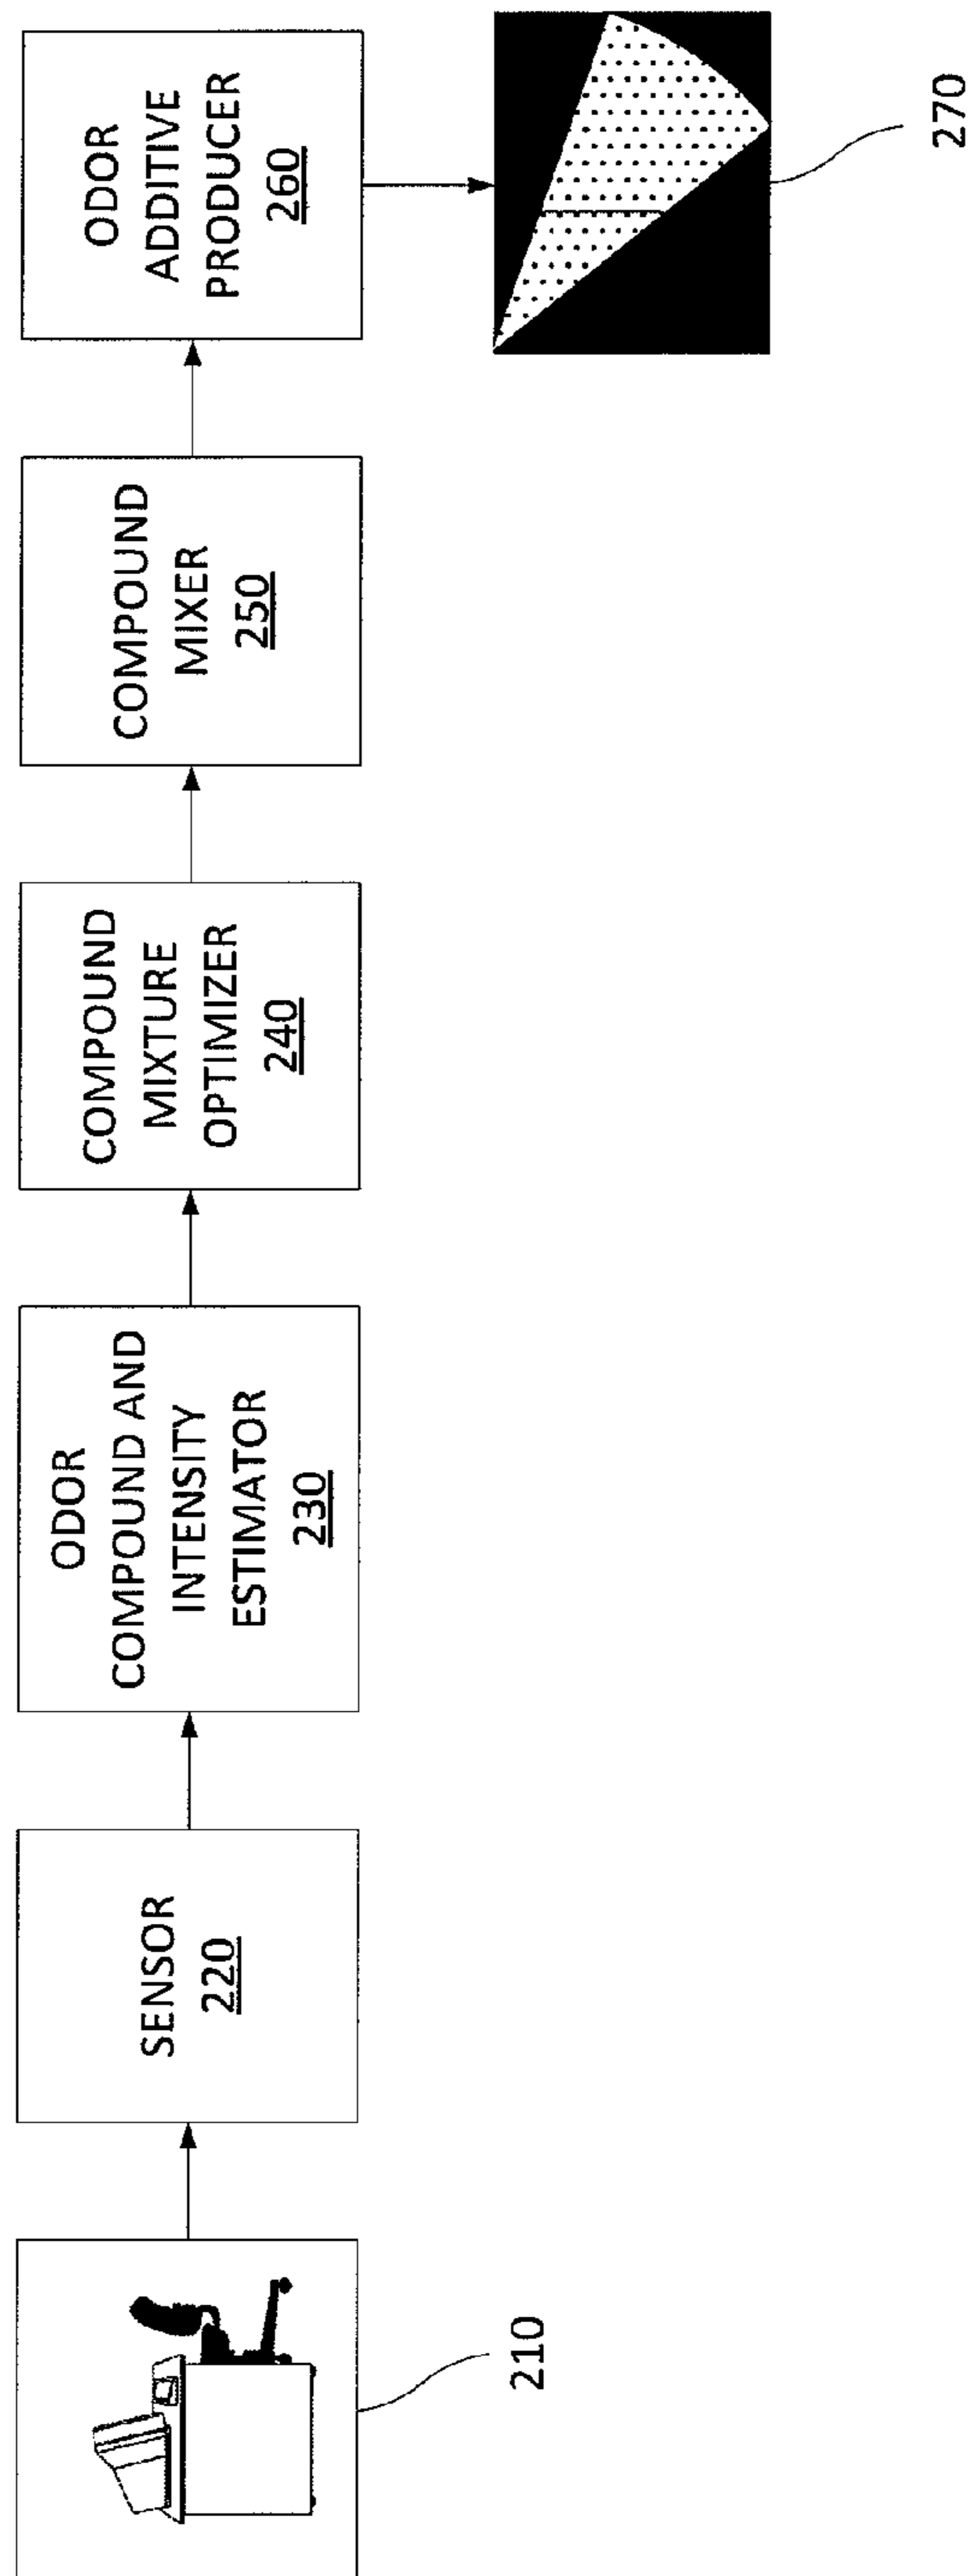 210
SENSOR
220
ODOR
COMPOUND AND
INTENSITY
ESTIMATOR
230
COMPOUND
MIXTURE
OPTIMIZER
240
COMPOUND
MIXER
250
ODOR
ADDITIVE
PRODUCER
260
270